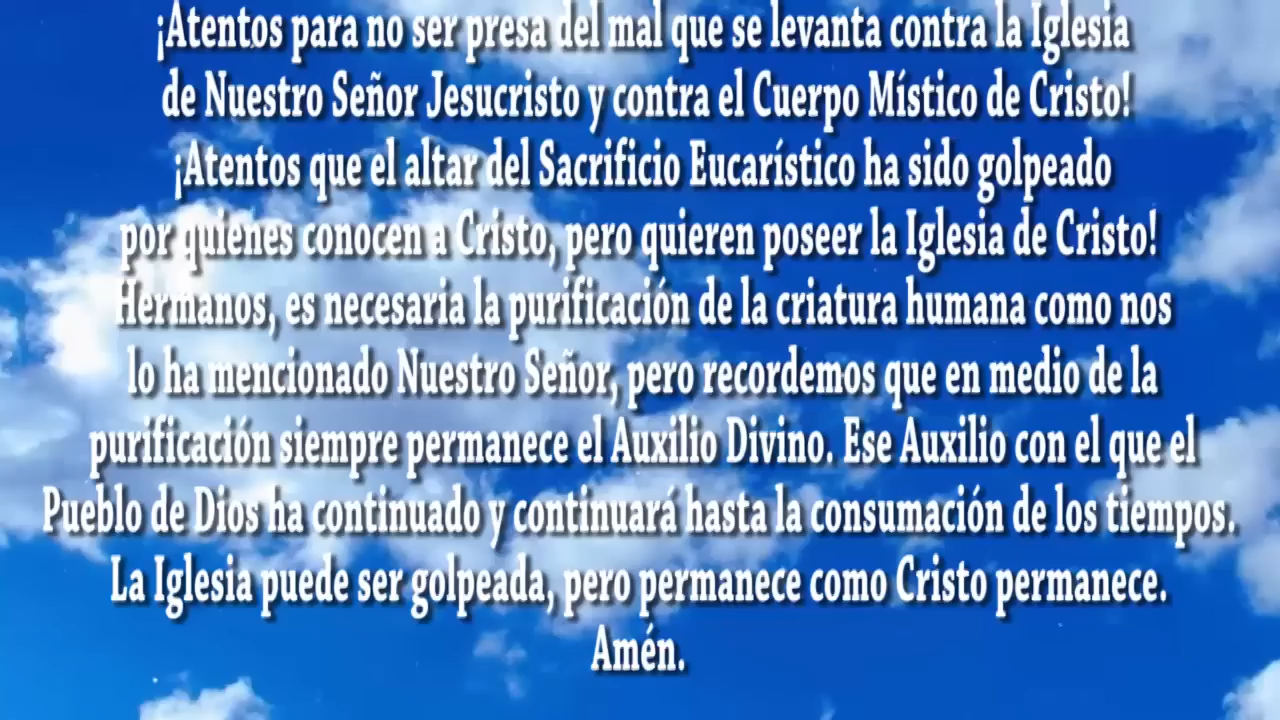 ¡Atentos para no ser presa del mal que se levanta contra la Iglesia
de Nuestro Señor Jesucristo y contra el Cuerpo Místico de Cristo!
¡Atentos que el altar del Sacrificio Eucarístico ha sido golpeado
por quienes conocen a Cristo, pero quieren poseer la Iglesia de Cristo!
Hermanos, es necesaria la purificación de la criatura humana como nos
lo ha mencionado Nuestro Señor, pero recordemos que en medio de la
purificación siempre permanece el Auxilio Divino. Ese Auxilio con el que el
Pueblo de Dios ha continuado y continuará hasta la consumación de los tiempos.
La Iglesia puede ser golpeada, pero permanece como Cristo permanece.
Amén.